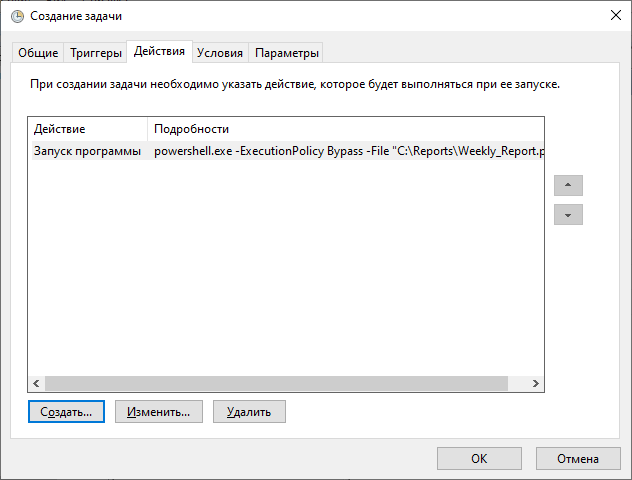 Создание задачи
Общие Триггеры Действия Условия Параметры
При создании задачи необходимо указать действие, которое будет выполняться при ее запуске.
Действие Подробности
Запуск программы powershell.exe -ExecutionPolicy Bypass -File "C:\Reports\Weekly_Report.p
Создать... Изменить... Удалить
OK Отмена